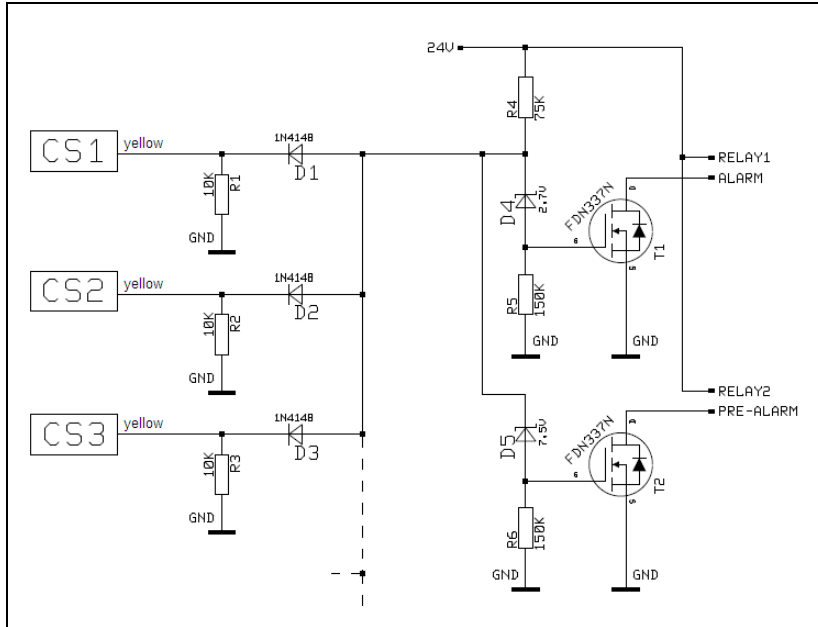 24V
R4
75K
CS1
yellow
1N4148
D1
10K
R1
GND
RELAY1
ALARM
D4
2.7V
FDN337N
D
G
S
T1
R5
150K
GND
GND
CS2
yellow
1N4148
D2
10K
R2
GND
RELAY2
PRE-ALARM
CS3
yellow
1N4148
D3
10K
R3
GND
D5
7.5V
FDN337N
D
G
S
T2
R6
150K
GND
GND